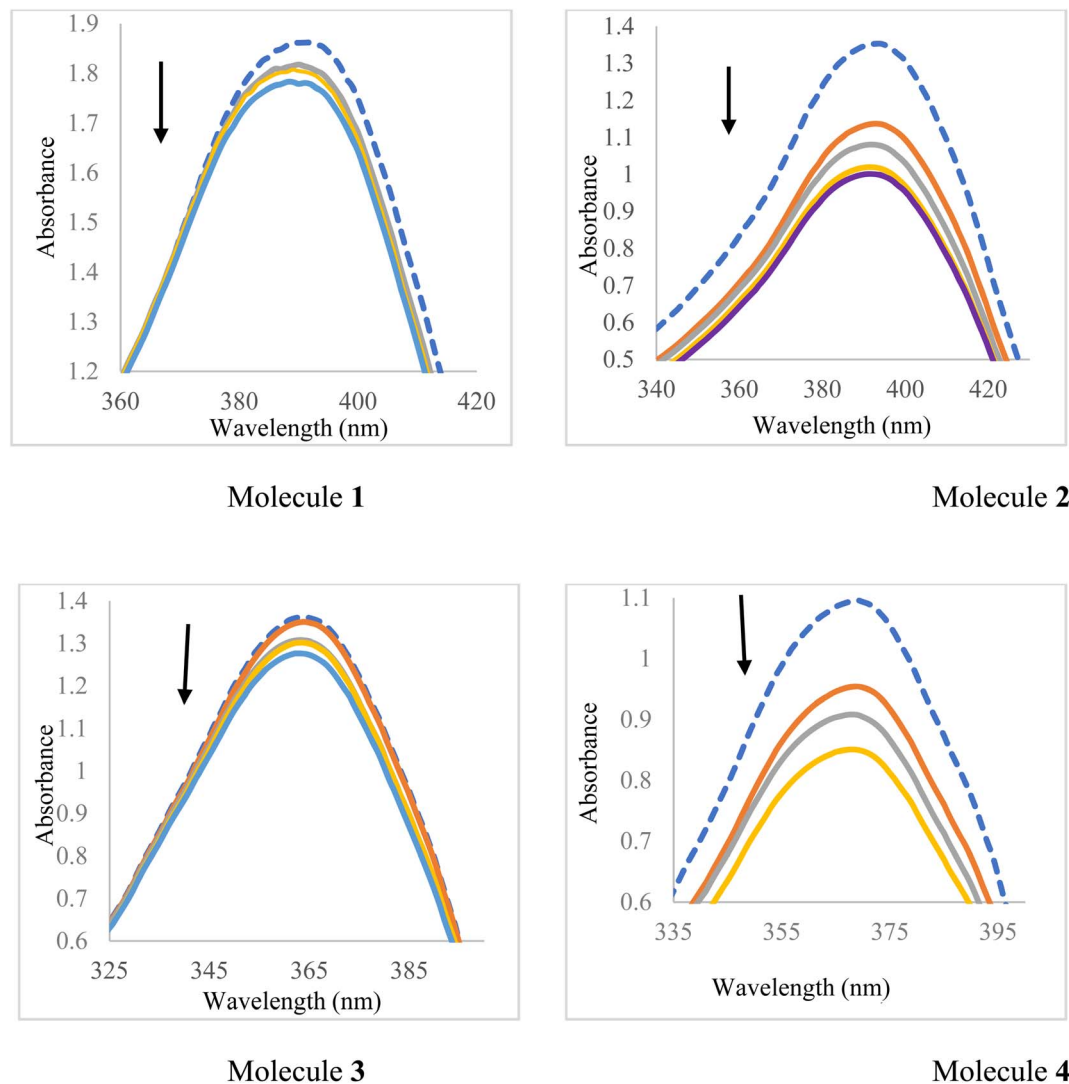 1.9
1.8
1.7
1.6
1.5
1.4
1.3
1.2
Absorbance
360 380 400 420
Wavelength (nm)
Molecule 1
1.4
1.3
1.2
1.1
1
0.9
0.8
0.7
0.6
0.5
Absorbance
340 360 380 400 420
Wavelength (nm)
Molecule 2
1.4
1.3
1.2
1.1
1
0.9
0.8
0.7
0.6
Absorbance
325 345 365 385
Wavelength (nm)
Molecule 3
1.1
1
0.9
0.8
0.7
0.6
Absorbance
335 355 375 395
Wavelength (nm)
Molecule 4